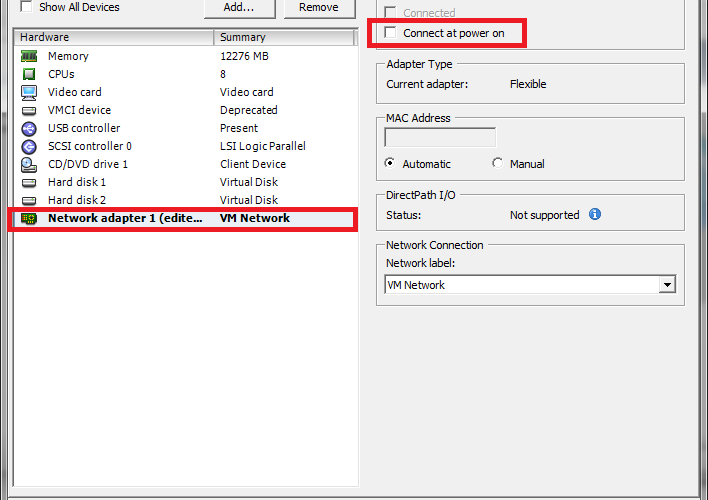 Show All Devices
Add...
Remove
Hardware Summary
Memory 12276 MB
CPUs 8
Video card Video card
VMCI device Deprecated
USB controller Present
SCSI controller 0 LSI Logic Parallel
CD/DVD drive 1 Client Device
Hard disk 1 Virtual Disk
Hard disk 2 Virtual Disk
Network adapter 1 (edite... VM Network
Connected
Connect at power on
Adapter Type
Current adapter: Flexible
MAC Address
Automatic Manual
DirectPath I/O
Status: Not supported
Network Connection
Network label:
VM Network